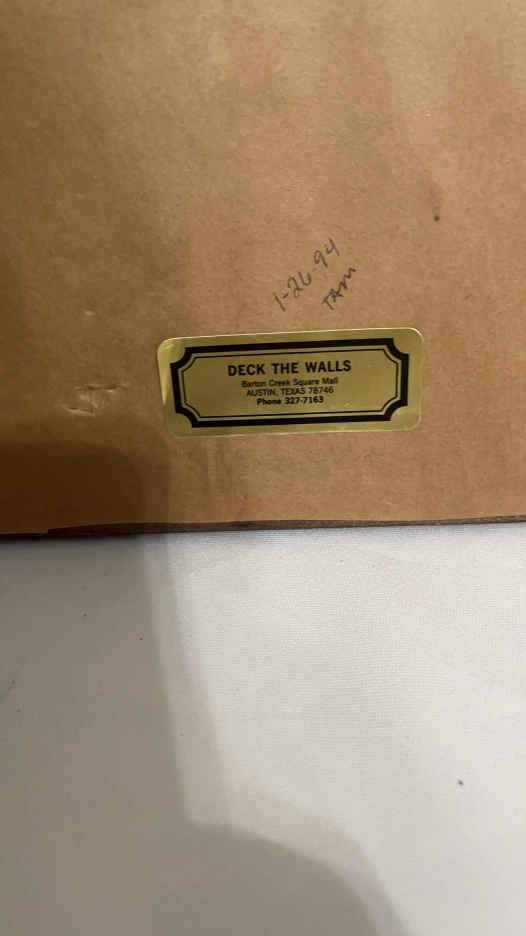 1-26-94
TAM
DECK THE WALLS
Barton Creek Square Mall
AUSTIN, TEXAS 78746
Phone 327-7163